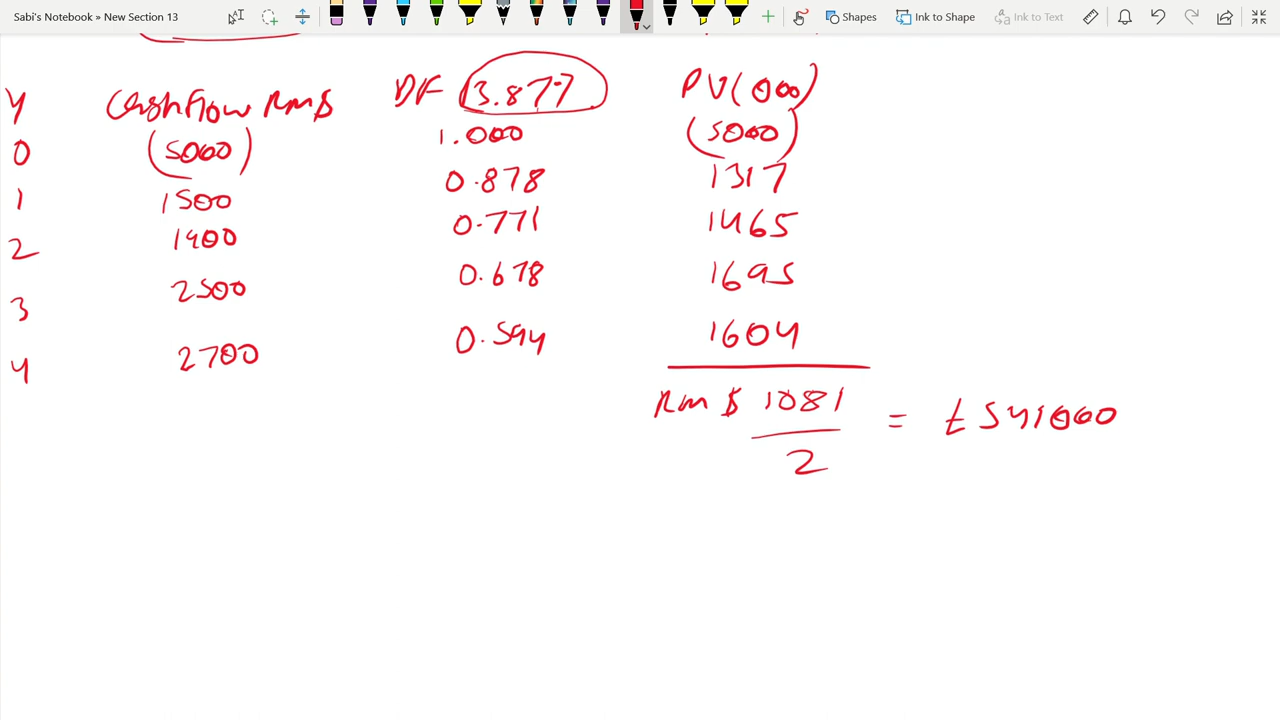 Sabi's Notebook » New Section 13 Shapes Ink to Shape Ink to Text
Y Cashflow Rm$ DF 13.877 PV(000)
0 (5000) 1.000 (5000)
1 1500 0.878 1317
2 1900 0.771 1465
3 2500 0.678 1695
4 2700 0.594 1604
Rm $ 1081
2
= £541000